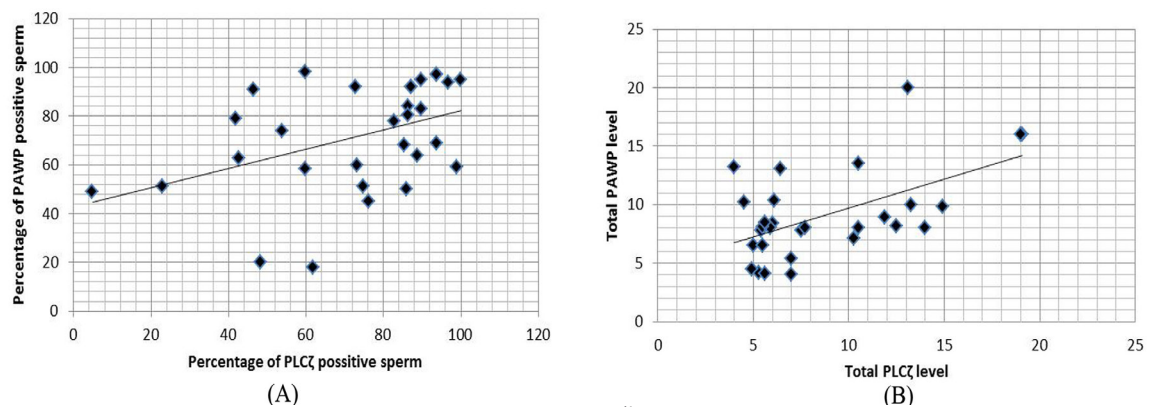 120
100
80
60
40
20
0
0 20 40 60 80 100 120
Percentage of PAWP positive sperm
Percentage of PLCζ possitive sperm
(A)
25
20
15
10
5
0
0 5 10 15 20 25
Total PAWP level
Total PLCζ level
(B)